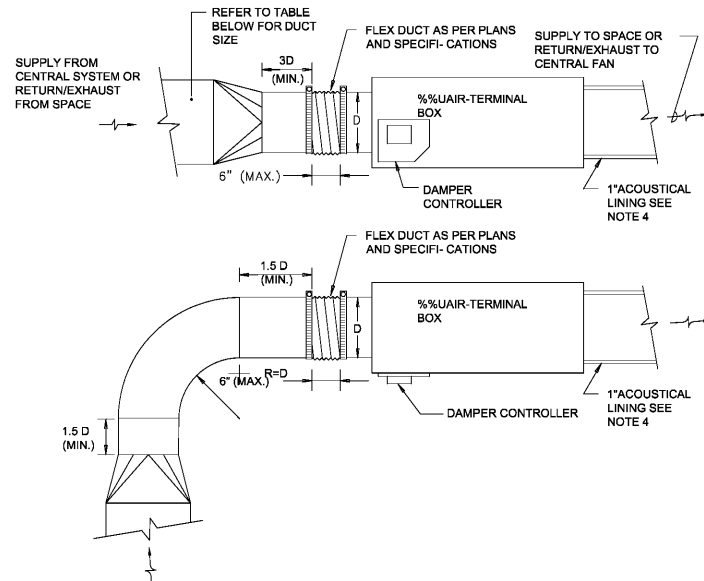 REFER TO TABLE
BELOW FOR DUCT
SIZE
FLEX DUCT AS PER PLANS
AND SPECIFI- CATIONS
SUPPLY TO SPACE OR
RETURN/EXHAUST TO
CENTRAL FAN
SUPPLY FROM
CENTRAL SYSTEM OR
RETURN/EXHAUST
FROM SPACE
3D
(MIN.)
D
%%UAIR-TERMINAL
BOX
6" (MAX.)
DAMPER
CONTROLLER
1"ACOUSTICAL
LINING SEE
NOTE 4
FLEX DUCT AS PER PLANS
AND SPECIFI- CATIONS
1.5 D
(MIN.)
D
%%UAIR-TERMINAL
BOX
6" (MAX.)
R=D
DAMPER CONTROLLER
1"ACOUSTICAL
LINING SEE
NOTE 4
1.5 D
(MIN.)